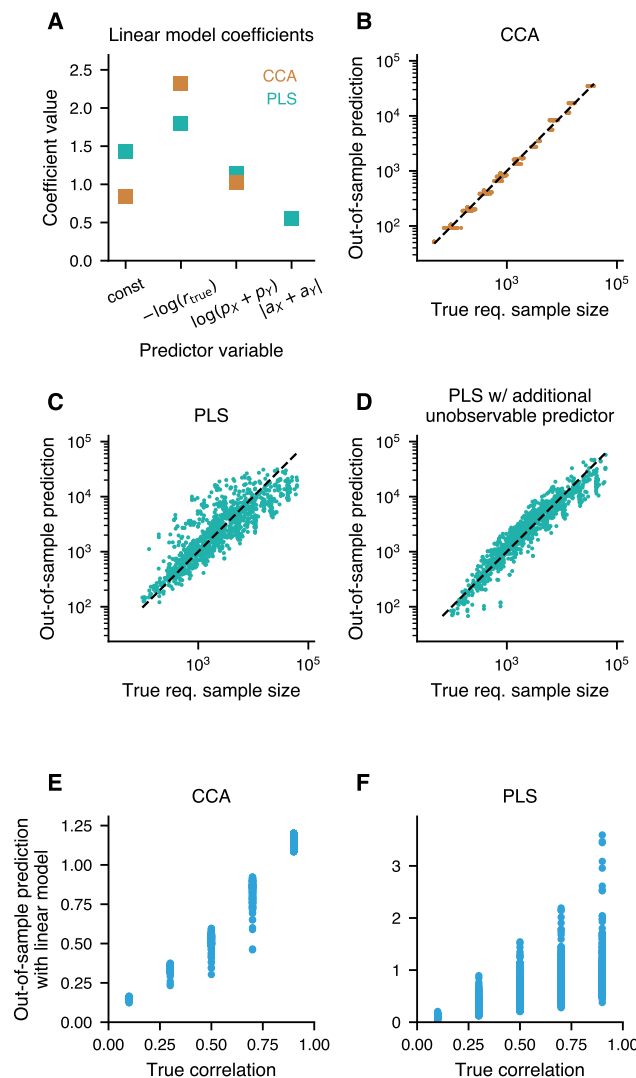 A
Linear model coefficients
CCA
PLS
2.5
2.0
1.5
1.0
0.5
0.0
Coefficient value
const
−log(r_true)
log(p_X + p_Y)
|a_X + a_Y|
Predictor variable
B
CCA
10^5
10^4
10^3
10^2
Out-of-sample prediction
10^3
10^5
True req. sample size
C
PLS
10^5
10^4
10^3
10^2
Out-of-sample prediction
10^3
10^5
True req. sample size
D
PLS w/ additional
unobservable predictor
10^5
10^4
10^3
10^2
Out-of-sample prediction
10^3
10^5
True req. sample size
E
CCA
1.25
1.00
0.75
0.50
0.25
0.00
Out-of-sample prediction
with linear model
0.00
0.25
0.50
0.75
1.00
True correlation
F
PLS
3
2
1
0
0.00
0.25
0.50
0.75
1.00
True correlation